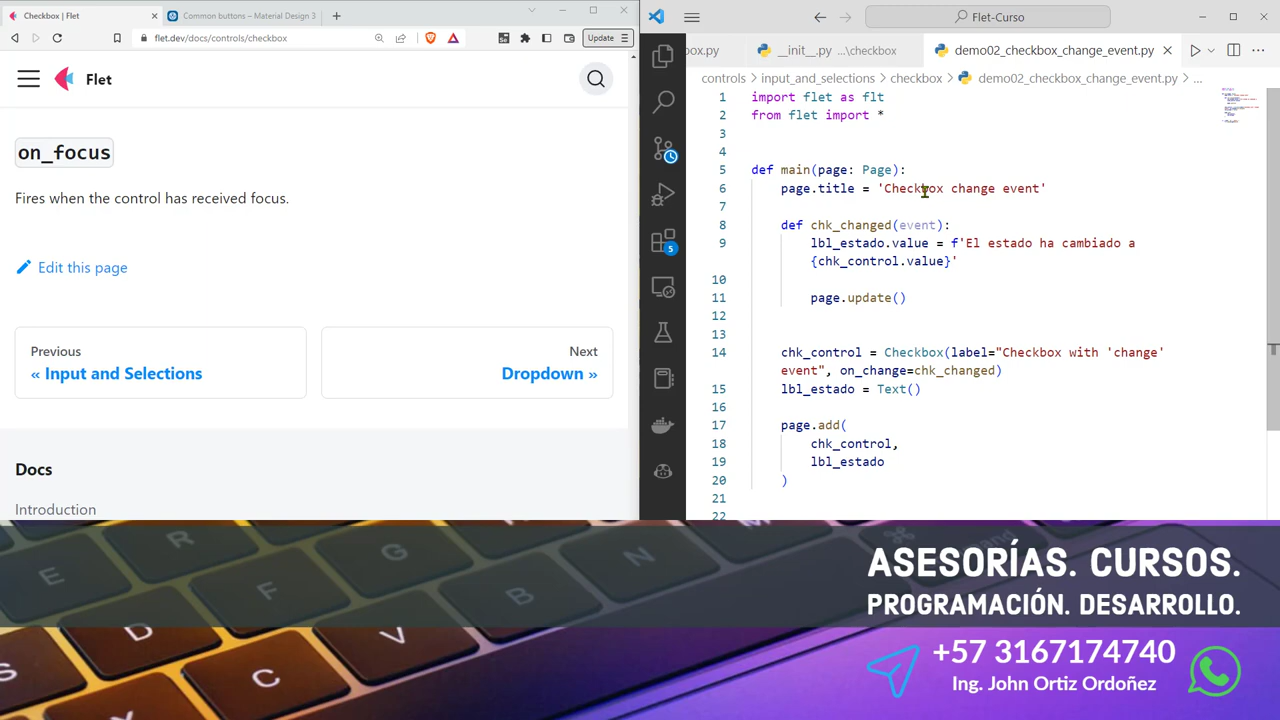 Checkbox | Flet
Common buttons – Material Design 3
flet.dev/docs/controls/checkbox
Update
Flet
on_focus
Fires when the control has received focus.
Edit this page
Previous
« Input and Selections
Next
Dropdown »
Docs
Introduction
Flet-Curso
box.py
__init__.py ...\checkbox
demo02_checkbox_change_event.py
controls > input_and_selections > checkbox > demo02_checkbox_change_event.py > ...
1 import flet as flt
2 from flet import *
3
4
5 def main(page: Page):
6 page.title = 'Checkbox change event'
7
8 def chk_changed(event):
9 lbl_estado.value = f'El estado ha cambiado a
{chk_control.value}'
10
11 page.update()
12
13
14 chk_control = Checkbox(label="Checkbox with 'change'
event", on_change=chk_changed)
15 lbl_estado = Text()
16
17 page.add(
18 chk_control,
19 lbl_estado
20 )
21
22
5
ASESORÍAS. CURSOS.
PROGRAMACIÓN. DESARROLLO.
+57 3167174740
Ing. John Ortiz Ordoñez